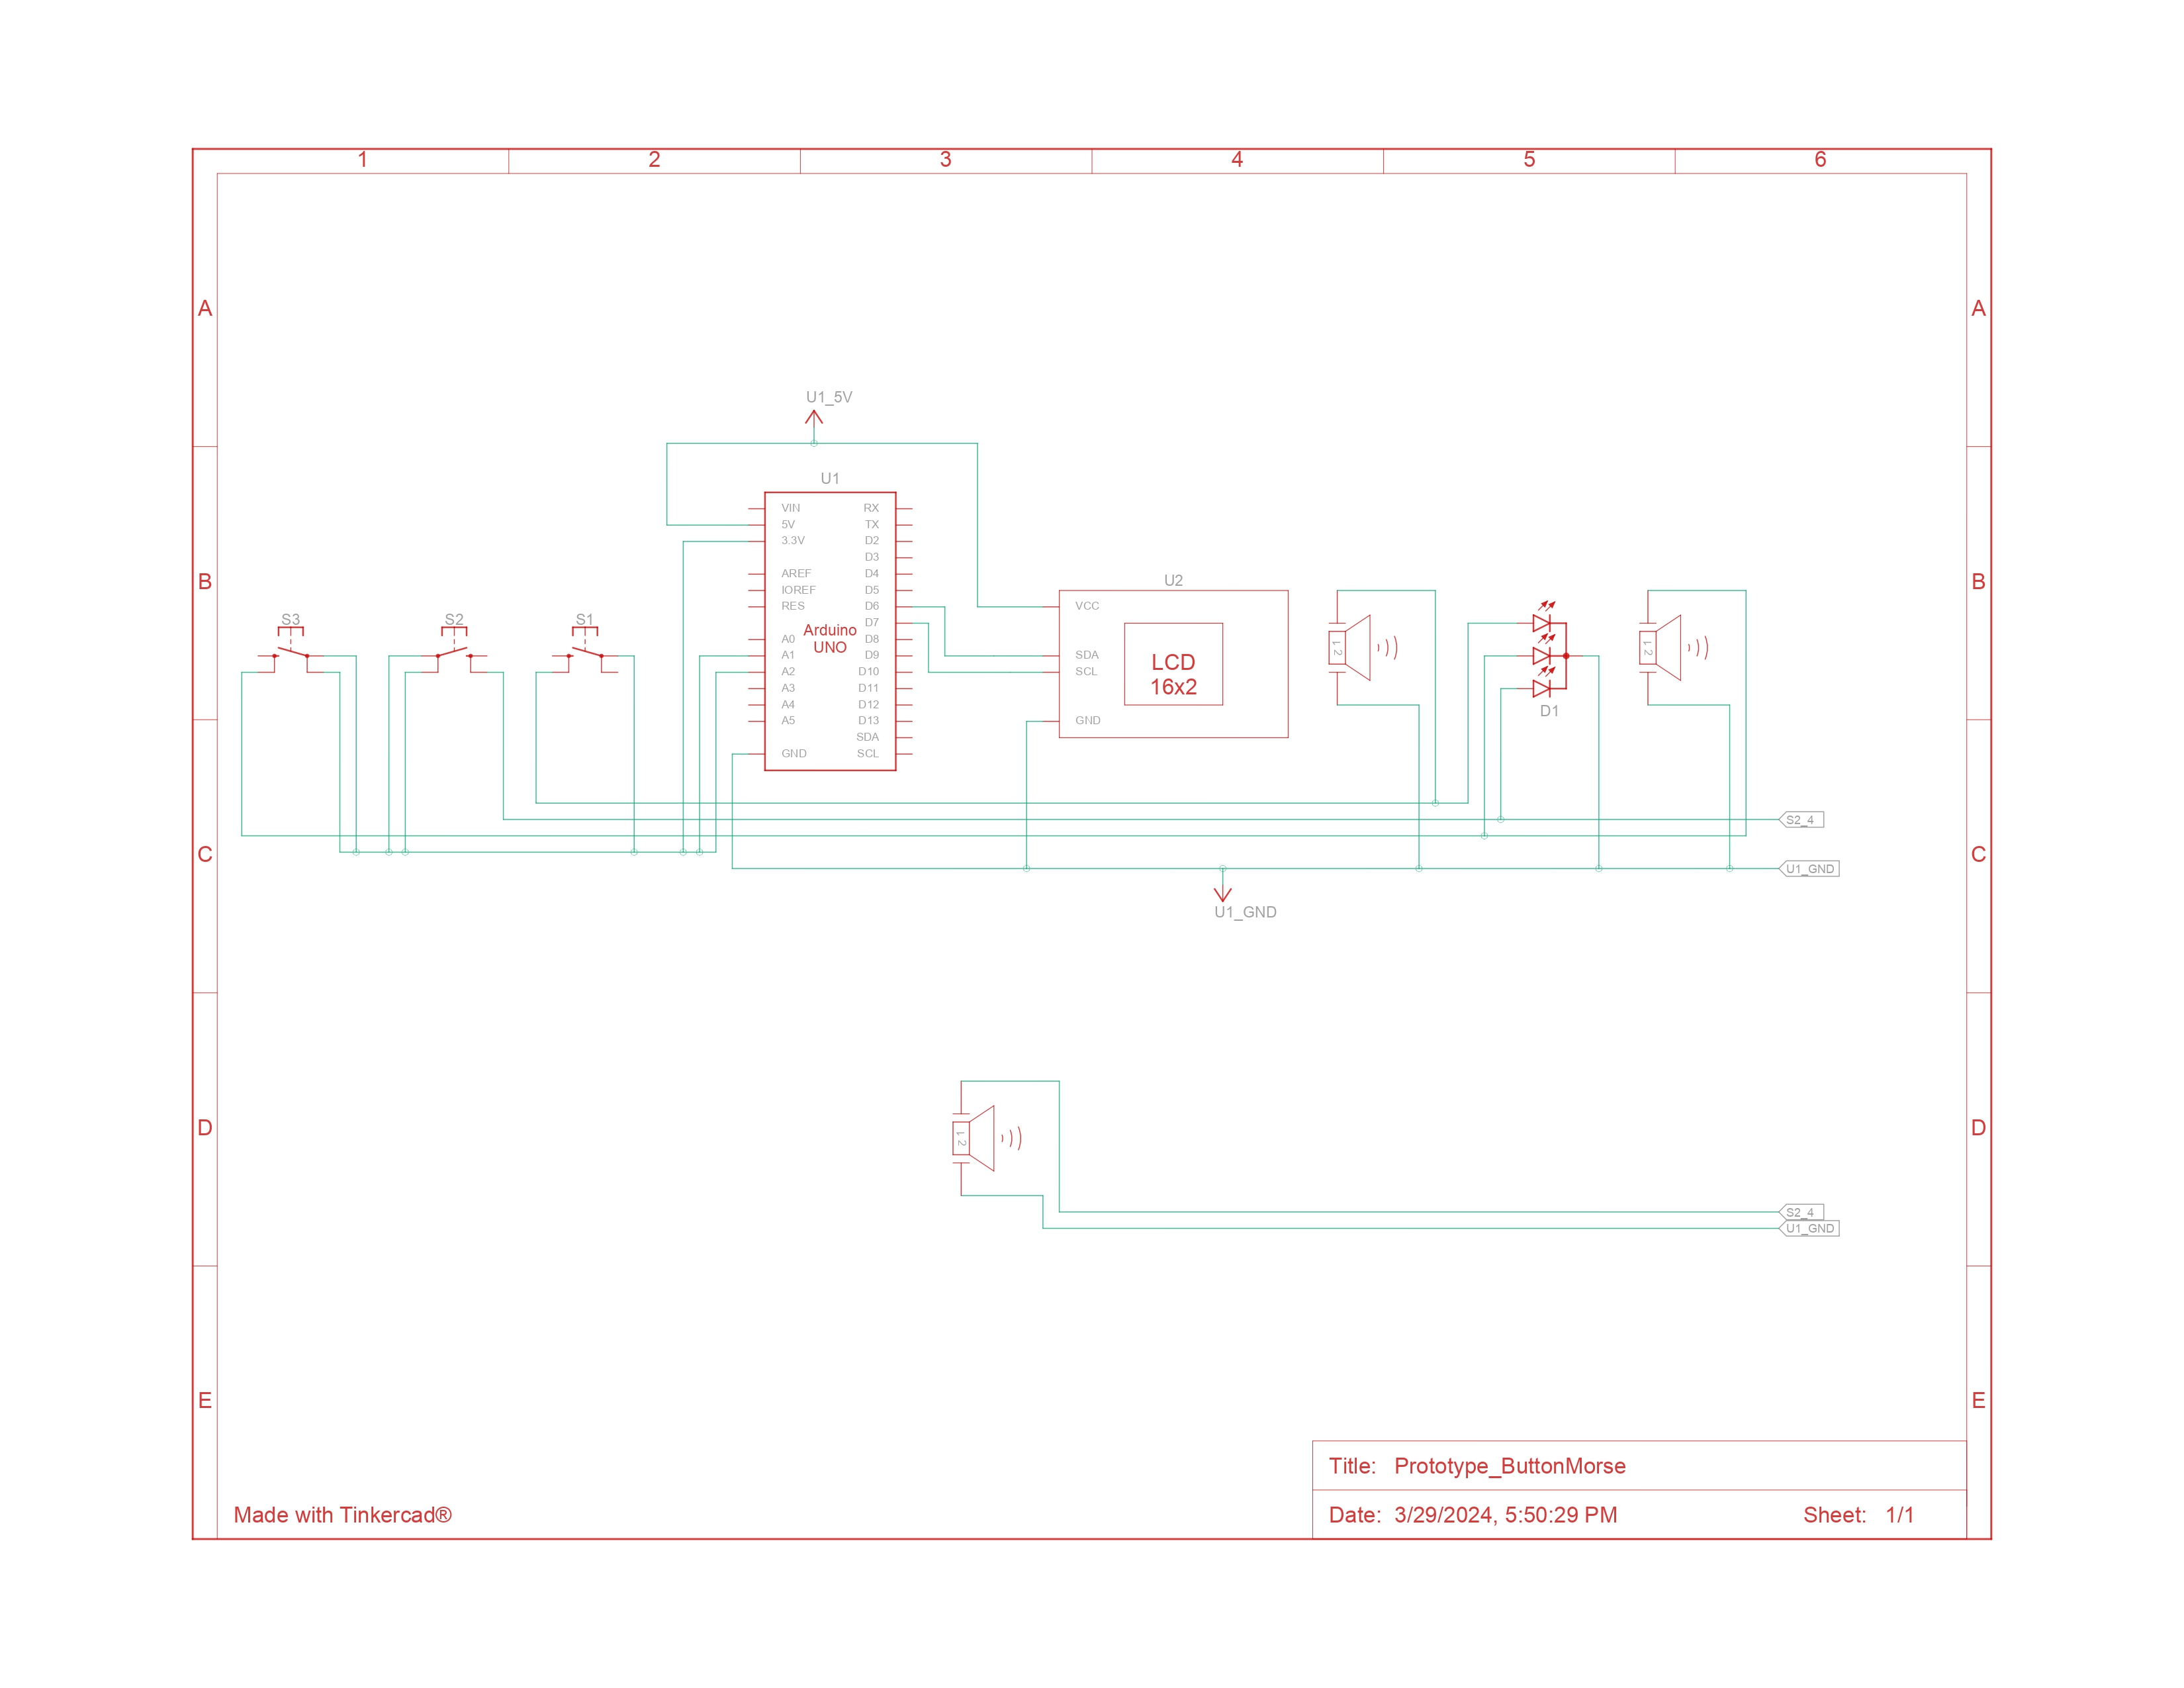 1 2 3 4 5 6
A A
U1_5V
U1
VIN RX
5V TX
3.3V D2
D3
B AREF D4 B
IOREF D5
RES D6
U2
VCC
S3 S2 S1
Arduino
UNO
A0 D8
D7
A1 D9
A2 D10
A3 D11
A4 D12
A5 D13
SDA
GND SCL
SDA
SCL
GND
LCD
16x2
1 2
D1
1 2
S2_4
C C
U1_GND
U1_GND
D D
1 2
S2_4
U1_GND
E E
Title: Prototype_ButtonMorse
Made with Tinkercad®
Date: 3/29/2024, 5:50:29 PM Sheet: 1/1